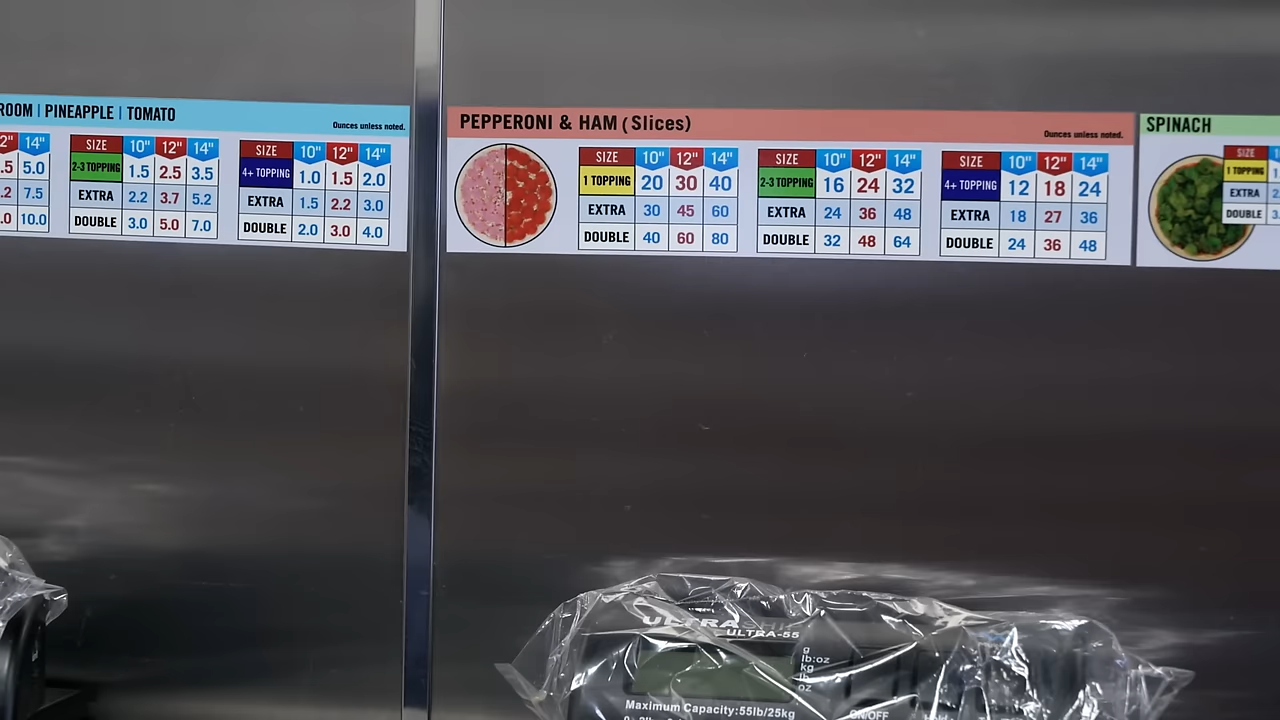 ROOM | PINEAPPLE | TOMATO
Ounces unless noted.
2" 14"
.5 5.0
.2 7.5
.0 10.0
SIZE 10" 12" 14"
2-3 TOPPING 1.5 2.5 3.5
EXTRA 2.2 3.7 5.2
DOUBLE 3.0 5.0 7.0
SIZE 10" 12" 14"
4+ TOPPING 1.0 1.5 2.0
EXTRA 1.5 2.2 3.0
DOUBLE 2.0 3.0 4.0
PEPPERONI & HAM (Slices)
Ounces unless noted.
SIZE 10" 12" 14"
1 TOPPING 20 30 40
EXTRA 30 45 60
DOUBLE 40 60 80
SIZE 10" 12" 14"
2-3 TOPPING 16 24 32
EXTRA 24 36 48
DOUBLE 32 48 64
SIZE 10" 12" 14"
4+ TOPPING 12 18 24
EXTRA 18 27 36
DOUBLE 24 36 48
SPINACH
SIZE
1 TOPPING
EXTRA
DOUBLE
ULTRA
ULTRA-55
g
lb:oz
kg
lb
oz
Maximum Capacity:55lb/25kg
ON/OFF